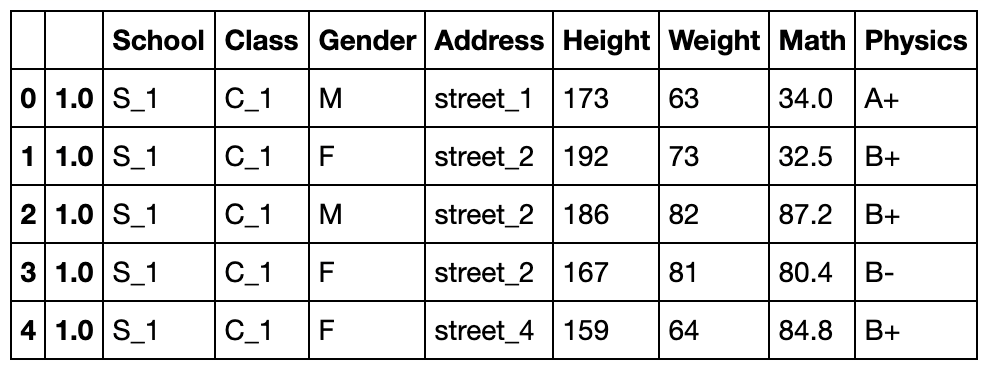 School Class Gender Address Height Weight Math Physics
0 1.0 S_1 C_1 M street_1 173 63 34.0 A+
1 1.0 S_1 C_1 F street_2 192 73 32.5 B+
2 1.0 S_1 C_1 M street_2 186 82 87.2 B+
3 1.0 S_1 C_1 F street_2 167 81 80.4 B-
4 1.0 S_1 C_1 F street_4 159 64 84.8 B+